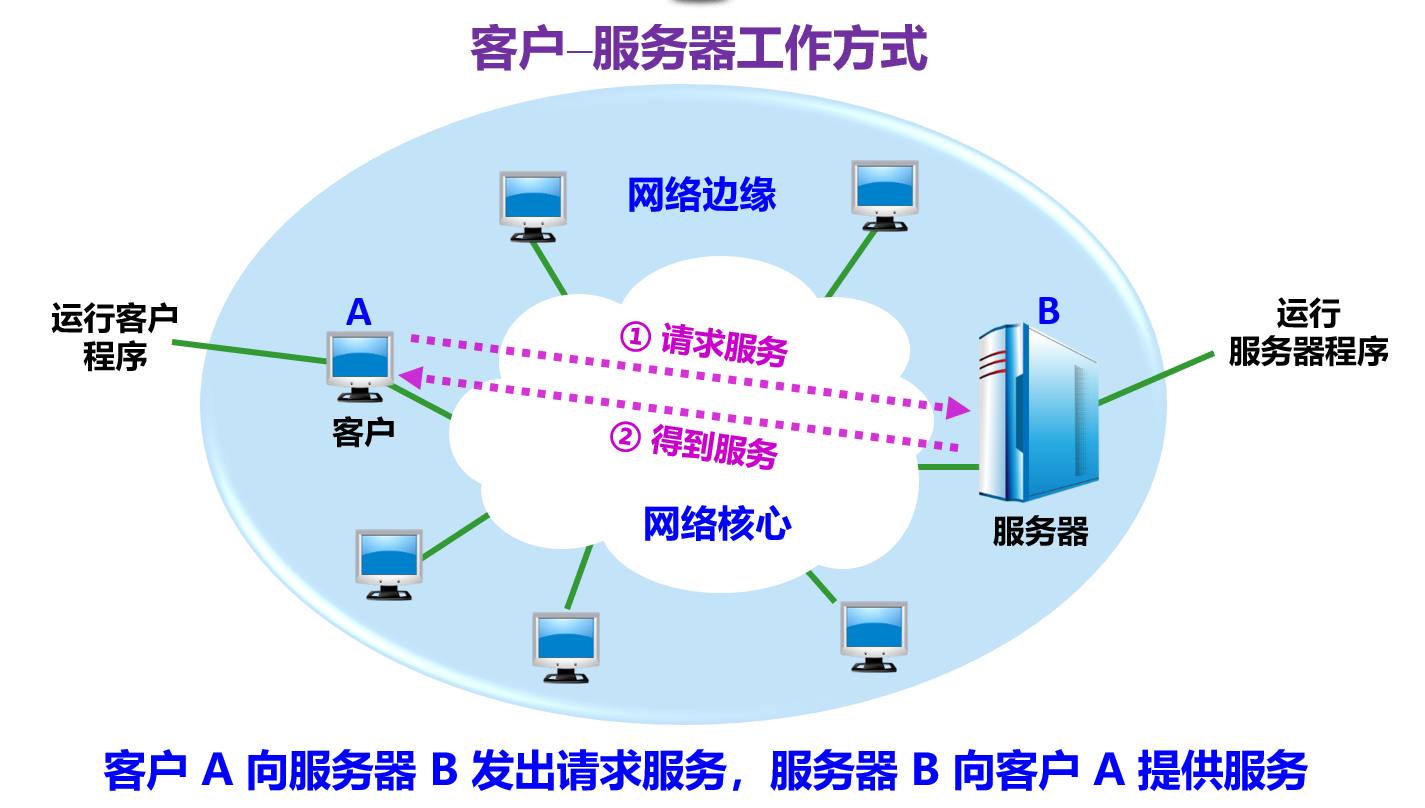 客户–服务器工作方式
网络边缘
A
B
运行客户
程序
运行
服务器程序
① 请求服务
② 得到服务
客户
网络核心
服务器
客户 A 向服务器 B 发出请求服务，服务器 B 向客户 A 提供服务